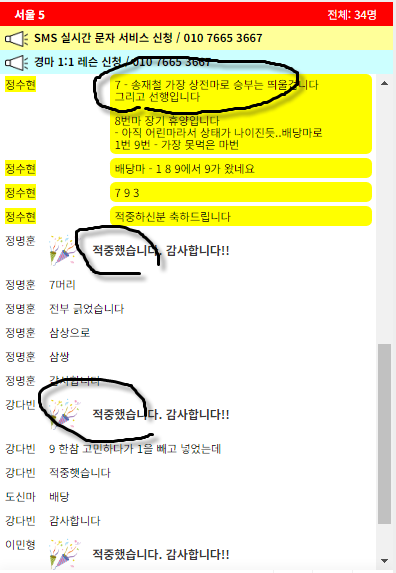 서울 5 전체: 34명
SMS 실시간 문자 서비스 신청 / 010 7665 3667
경마 1:1 레슨 신청 / 010 7665 3667
정수현 7 - 송재철 가장 상전마로 승부는 띄울겁니다
그리고 선행입니다
8번마 장기 휴양입니다
- 아직 어린마라서 상태가 나이진듯..배당마로
1번 9번 - 가장 못먹은 마번
정수현 배당마 - 1 8 9에서 9가 왔네요
정수현 7 9 3
정수현 적중하신분 축하드립니다
정명훈 적중했습니다. 감사합니다!!
정명훈 7머리
정명훈 전부 긁었습니다
정명훈 삼상으로
정명훈 삼쌍
정명훈 감사합니다
강다빈 적중했습니다. 감사합니다!!
강다빈 9 한참 고민하다가 1을 빼고 넣었는데
강다빈 적중햇습니다
도신마 배당
강다빈 감사합니다
이민형 적중했습니다. 감사합니다!!